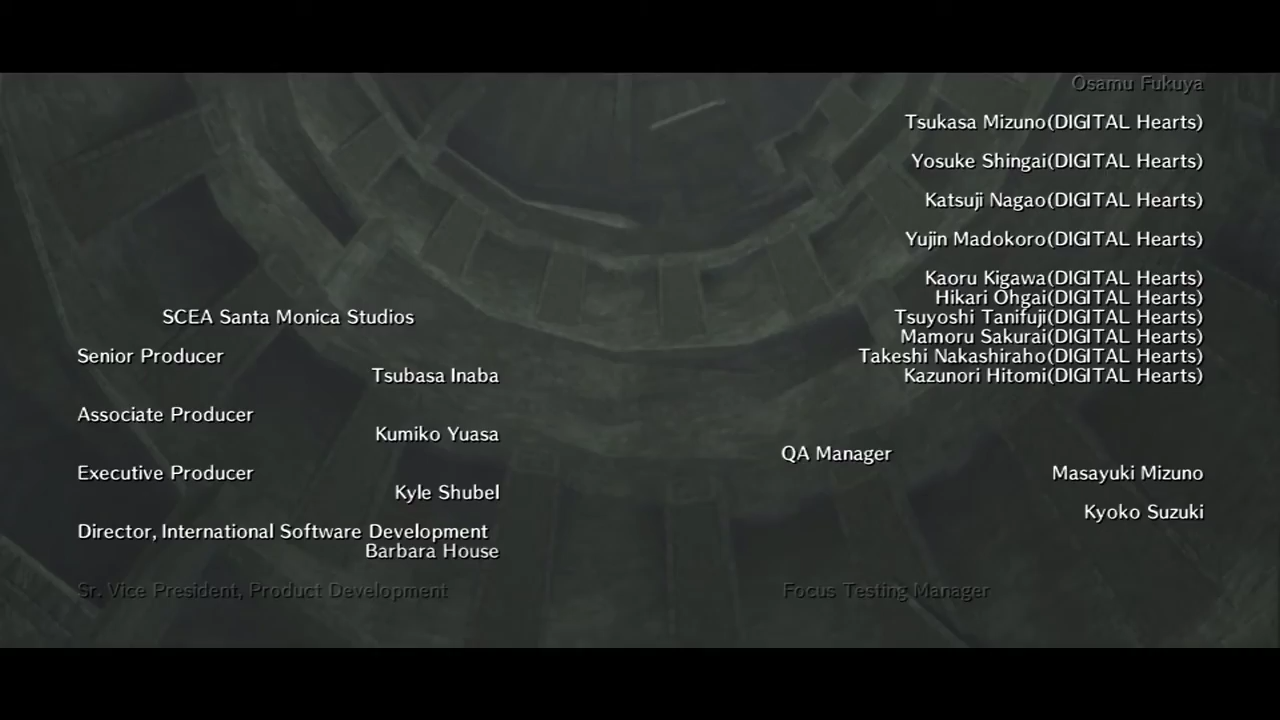 SCEA Santa Monica Studios
Senior Producer
Tsubasa Inaba
Associate Producer
Kumiko Yuasa
Executive Producer
Kyle Shubel
Director, International Software Development
Barbara House
Sr. Vice President, Product Development
Osamu Fukuya
Tsukasa Mizuno(DIGITAL Hearts)
Yosuke Shingai(DIGITAL Hearts)
Katsuji Nagao(DIGITAL Hearts)
Yujin Madokoro(DIGITAL Hearts)
Kaoru Kigawa(DIGITAL Hearts)
Hikari Ohgai(DIGITAL Hearts)
Tsuyoshi Tanifuji(DIGITAL Hearts)
Mamoru Sakurai(DIGITAL Hearts)
Takeshi Nakashiraho(DIGITAL Hearts)
Kazunori Hitomi(DIGITAL Hearts)
QA Manager
Masayuki Mizuno
Kyoko Suzuki
Focus Testing Manager